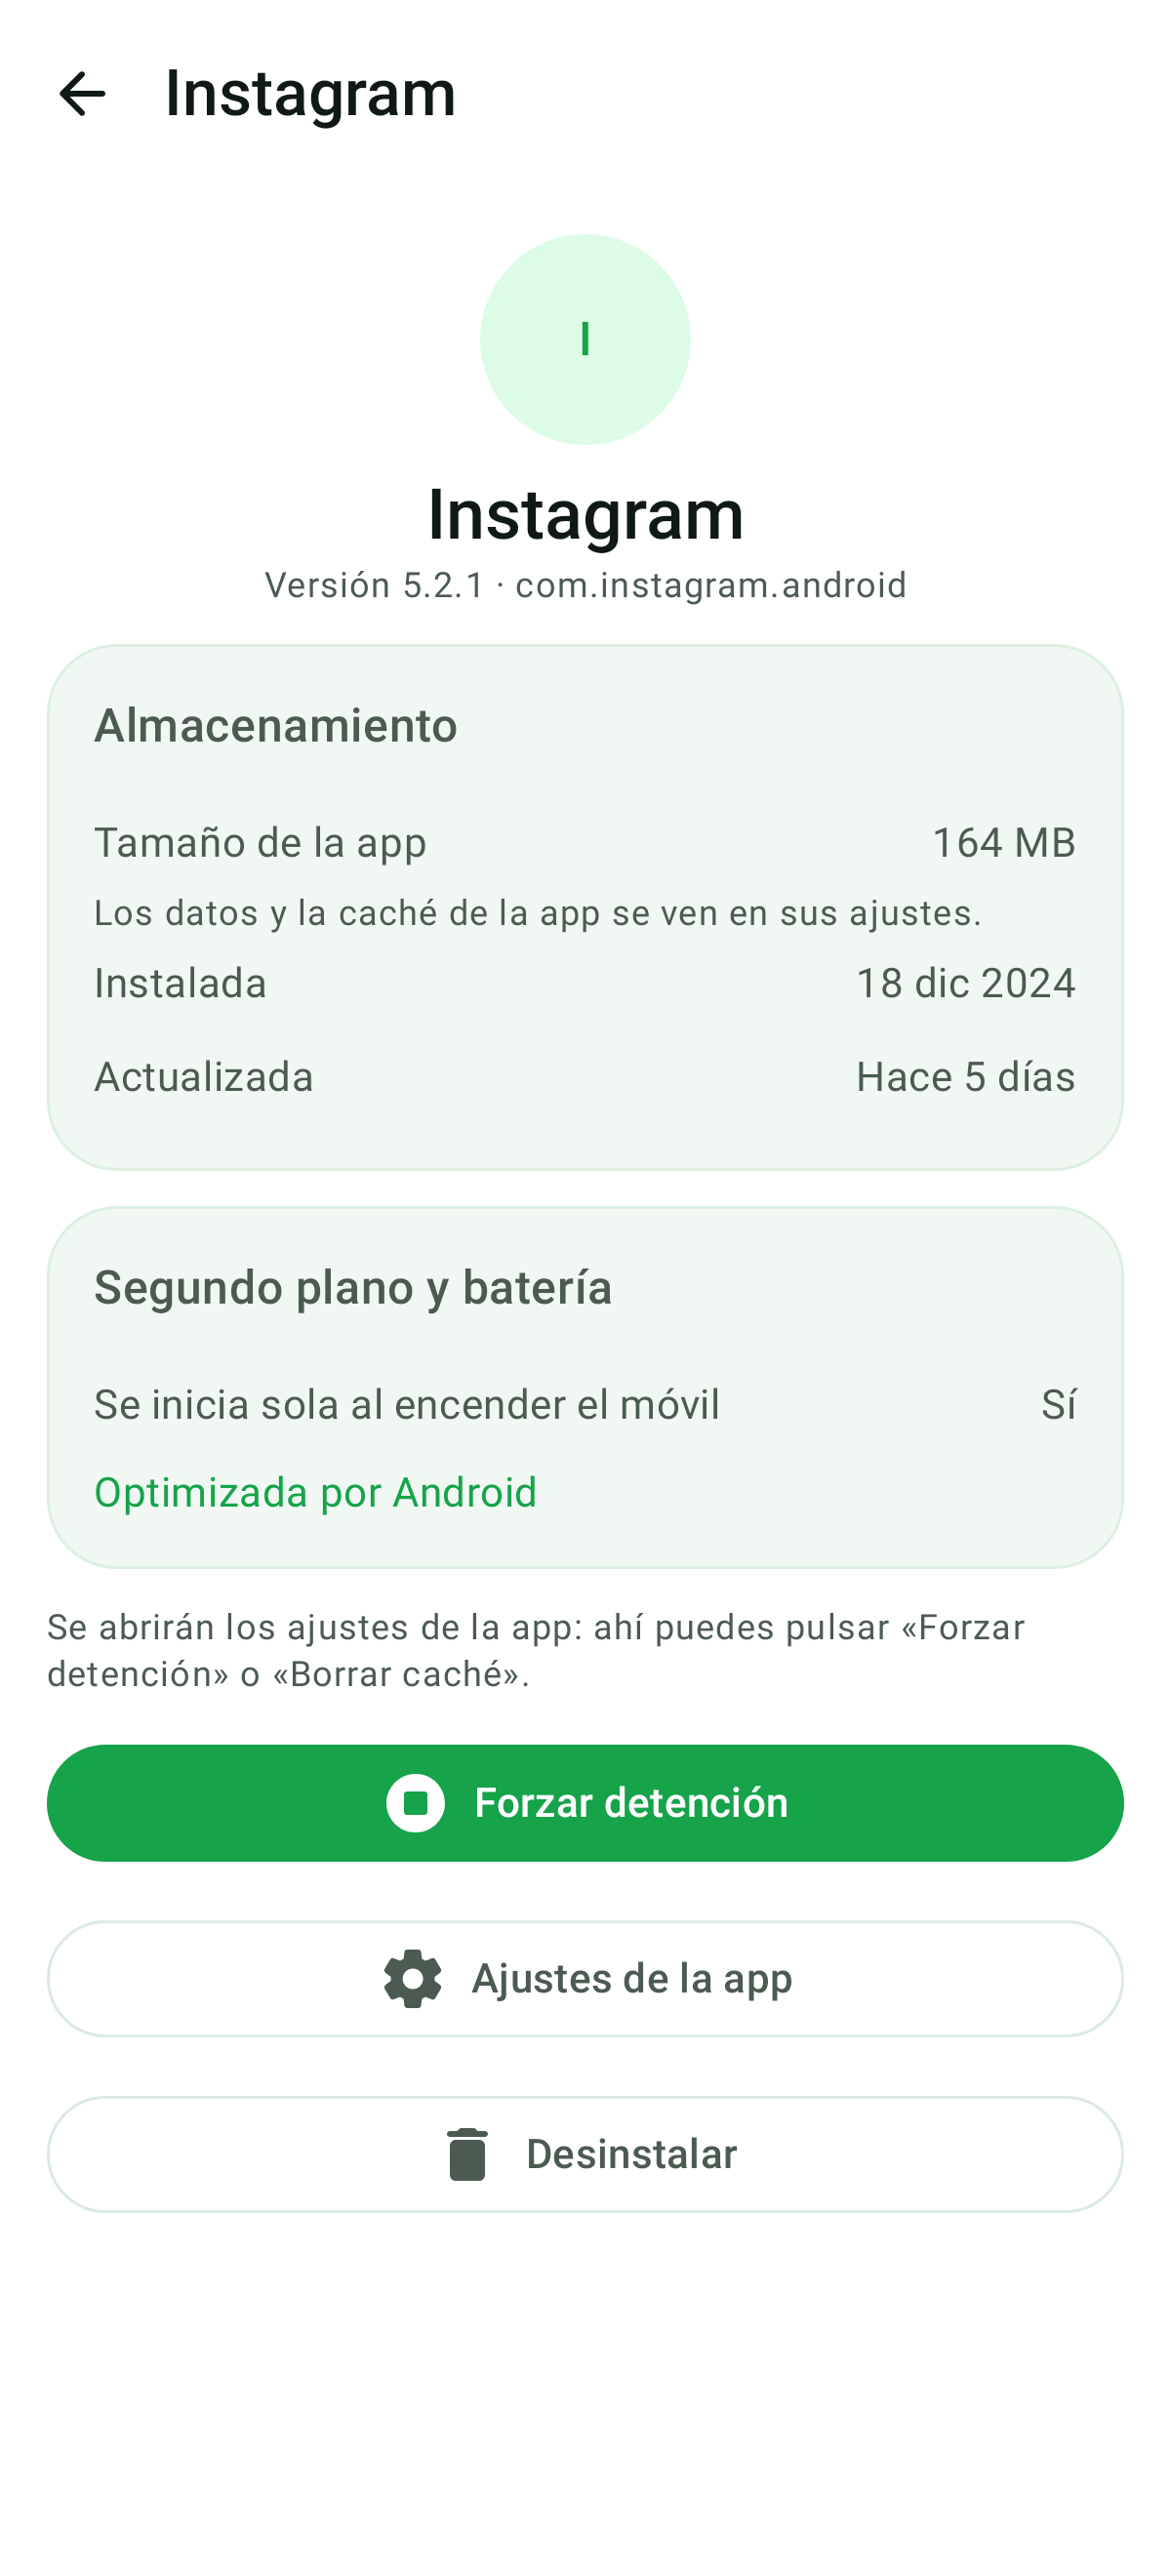 Instagram
I
Instagram
Versión 5.2.1 · com.instagram.android
Almacenamiento
Tamaño de la app 164 MB
Los datos y la caché de la app se ven en sus ajustes.
Instalada 18 dic 2024
Actualizada Hace 5 días
Segundo plano y batería
Se inicia sola al encender el móvil Sí
Optimizada por Android
Se abrirán los ajustes de la app: ahí puedes pulsar «Forzar
detención» o «Borrar caché».
Forzar detención
Ajustes de la app
Desinstalar